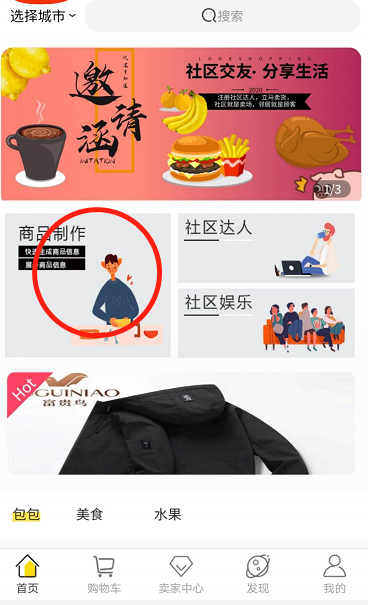 选择城市
搜索
邀请函
INVITATION
LOOKSHOPPING
社区交友·分享生活
2020
注册社区达人，立马卖货，
社区就是卖场，邻居就是顾客
1/3
商品制作
快速生成商品信息
展示商品信息
社区达人
社区娱乐
Hot
GUINIAO
富贵鸟
包包
美食
水果
首页
购物车
卖家中心
发现
我的